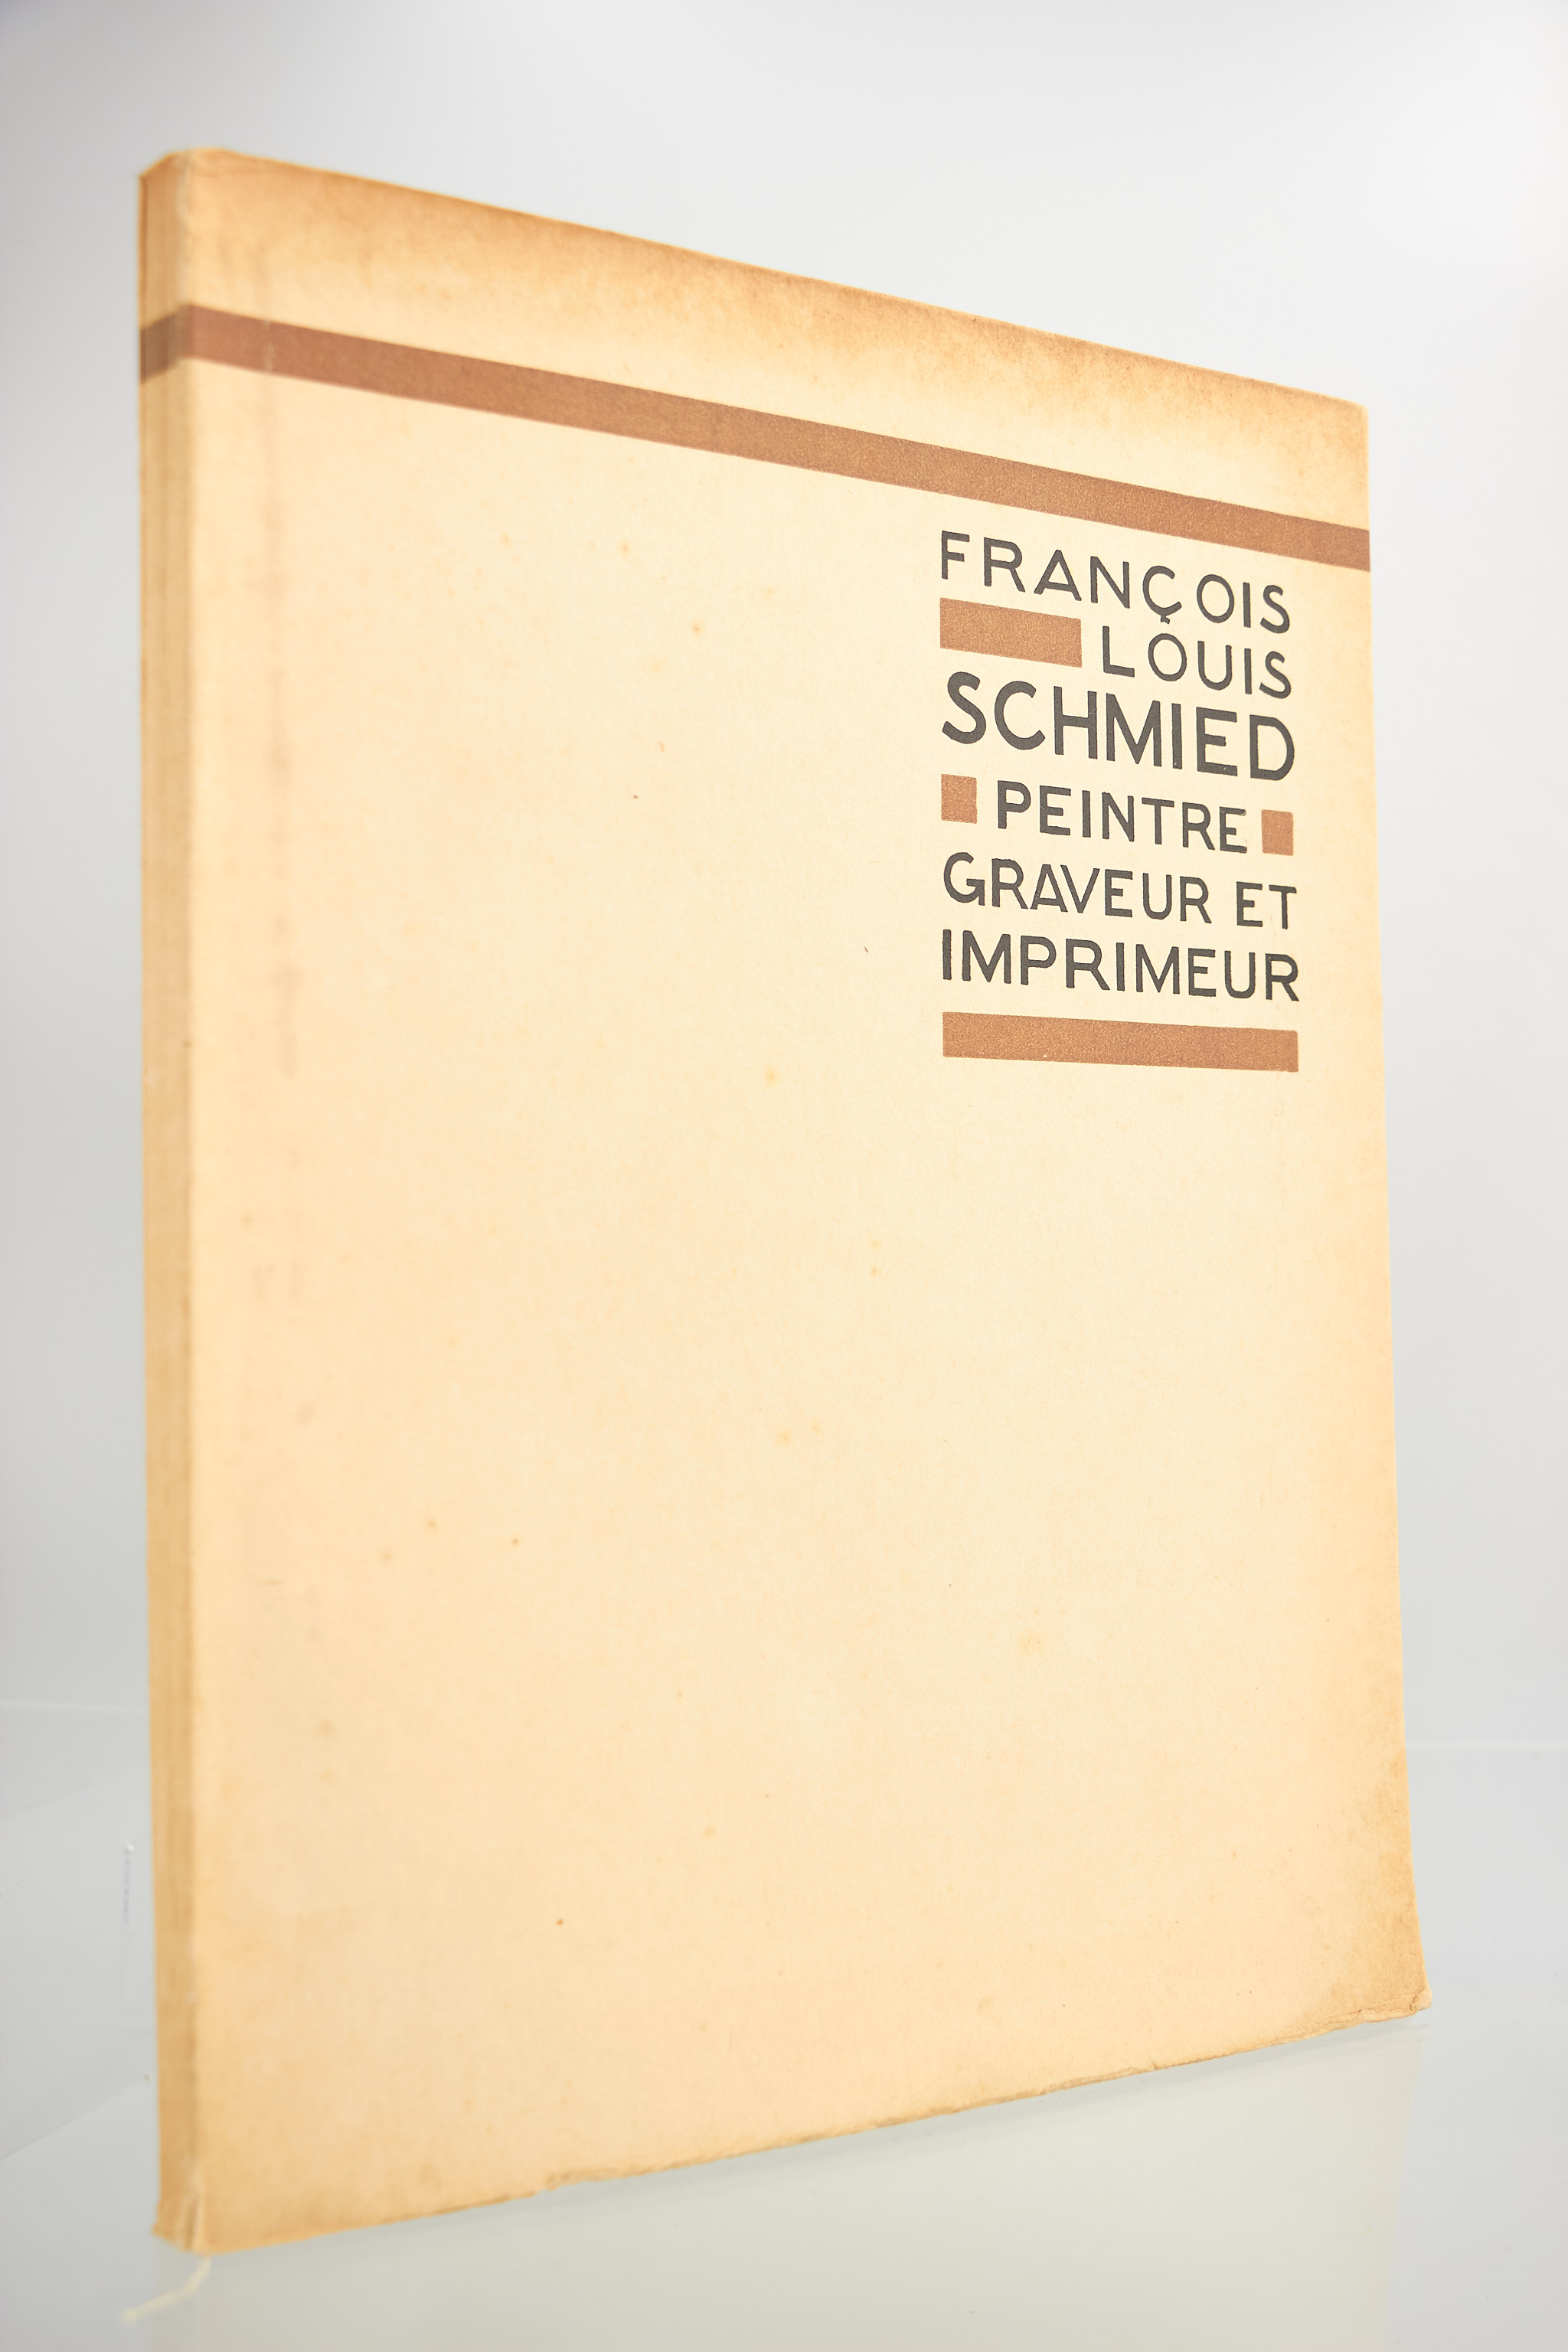 FRANÇOIS
LOUIS
SCHMIED
PEINTRE
GRAVEUR ET
IMPRIMEUR